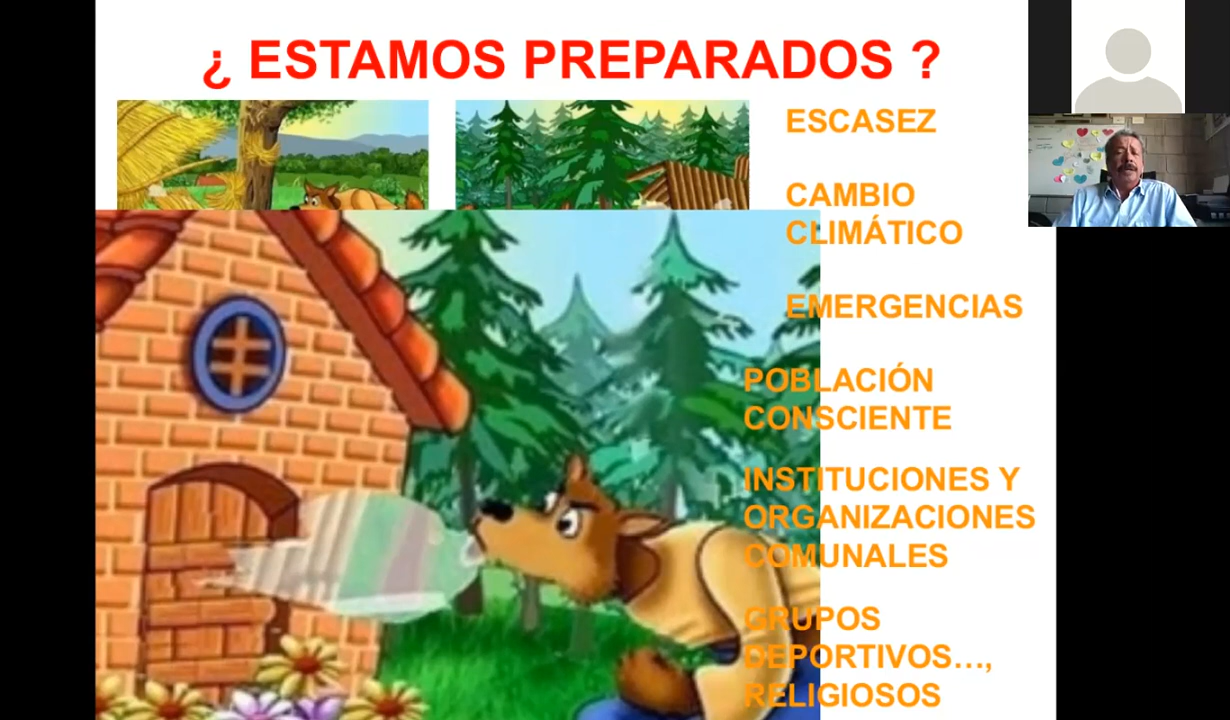 ¿ ESTAMOS PREPARADOS ?
ESCASEZ
CAMBIO
CLIMÁTICO
EMERGENCIAS
POBLACIÓN
CONSCIENTE
INSTITUCIONES Y
ORGANIZACIONES
COMUNALES
GRUPOS
DEPORTIVOS...,
RELIGIOSOS